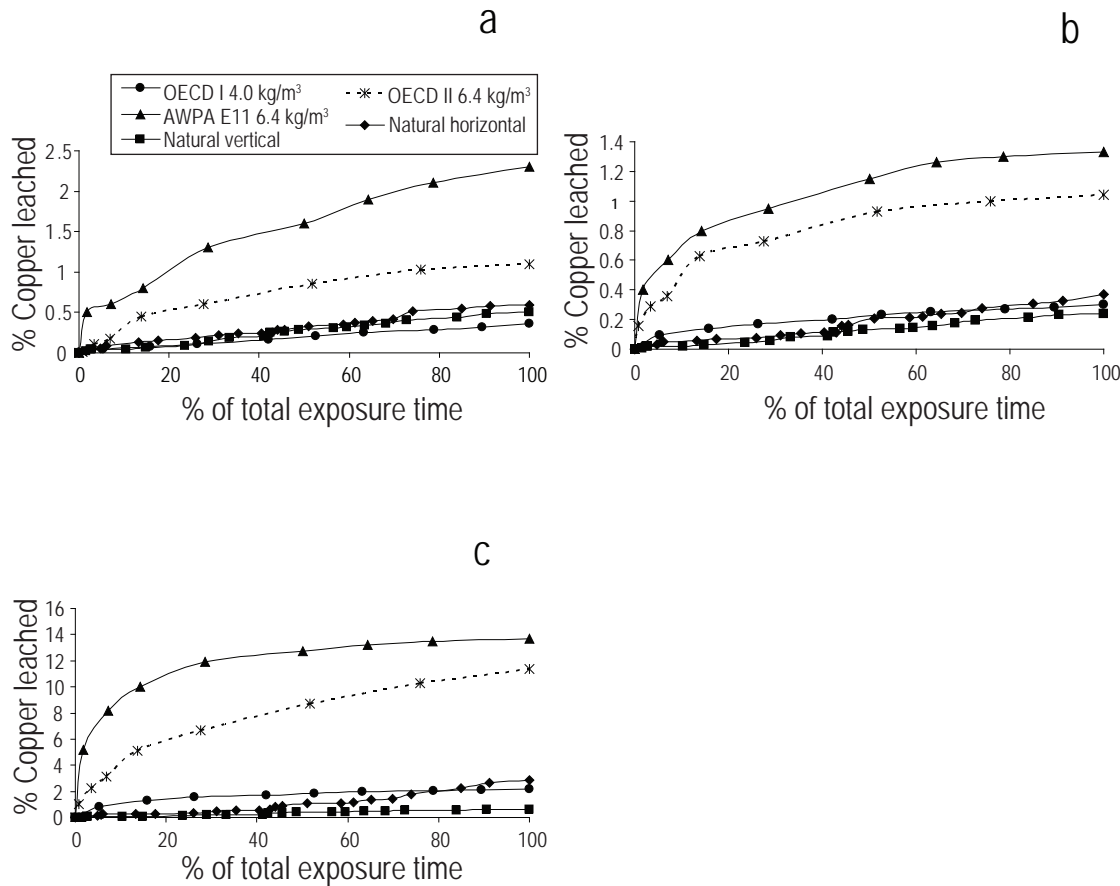 a
OECD I 4.0 kg/m³
OECD II 6.4 kg/m³
AWPA E11 6.4 kg/m³
Natural horizontal
Natural vertical
% Copper leached
2.5
2
1.5
1
0.5
0
0 20 40 60 80 100
% of total exposure time
b
% Copper leached
1.4
1.2
1
0.8
0.6
0.4
0.2
0
0 20 40 60 80 100
% of total exposure time
c
% Copper leached
16
14
12
10
8
6
4
2
0
0 20 40 60 80 100
% of total exposure time